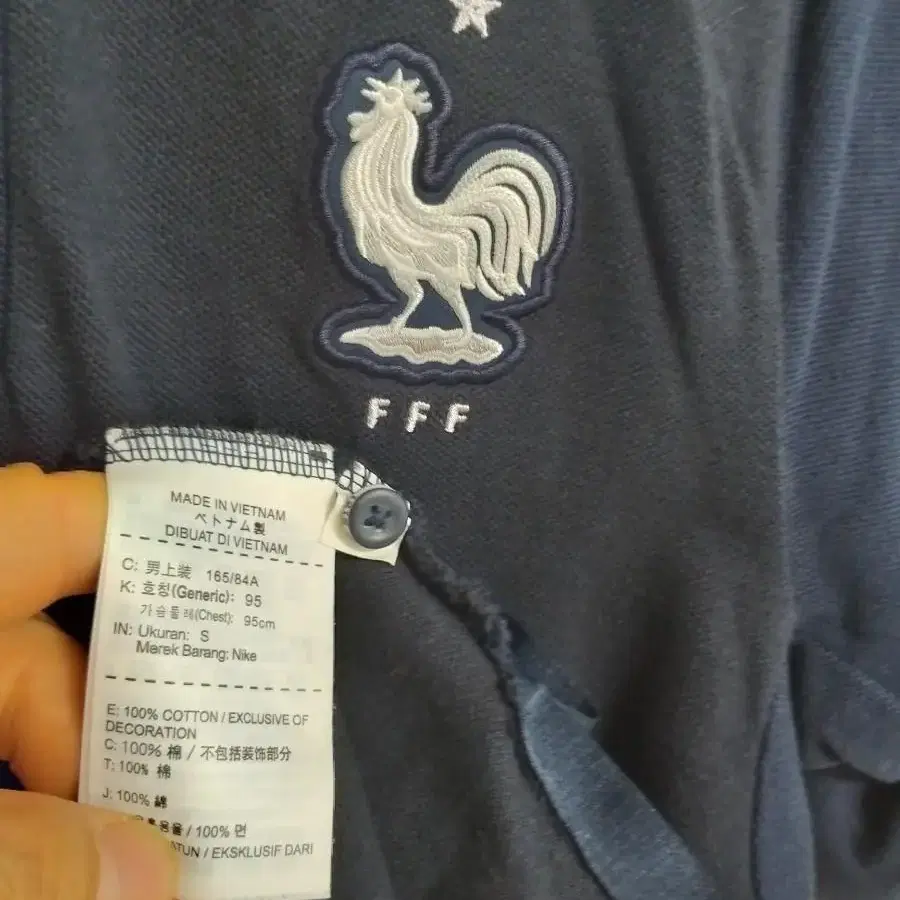 FFF
MADE IN VIETNAM
ベトナム製
DIBUAT DI VIETNAM
C: 男上装 165/84A
K: 호칭(Generic): 95
가슴둘레(Chest): 95cm
IN: Ukuran: S
Merek Barang: Nike
E: 100% COTTON / EXCLUSIVE OF
DECORATION
C: 100% 棉 / 不包括装饰部分
T: 100% 棉
J: 100% 綿
/ 100% 면
/ EKSKLUSIF DARI